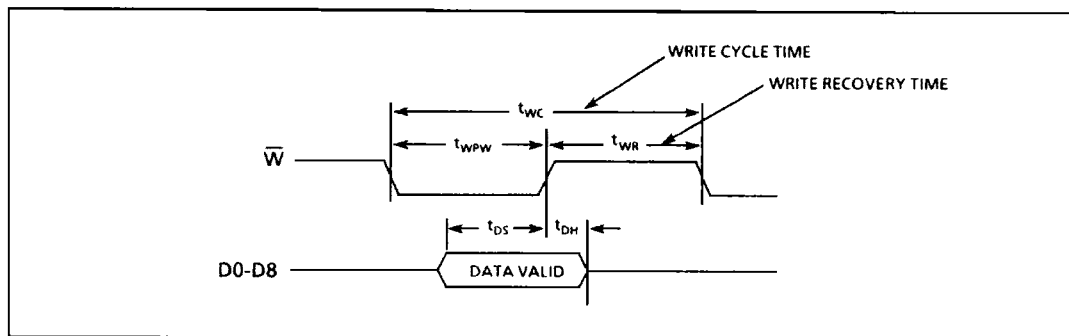 WRITE CYCLE TIME
WRITE RECOVERY TIME
tWC
tWPW
tWR
W̅
tDS
tDH
D0-D8
DATA VALID